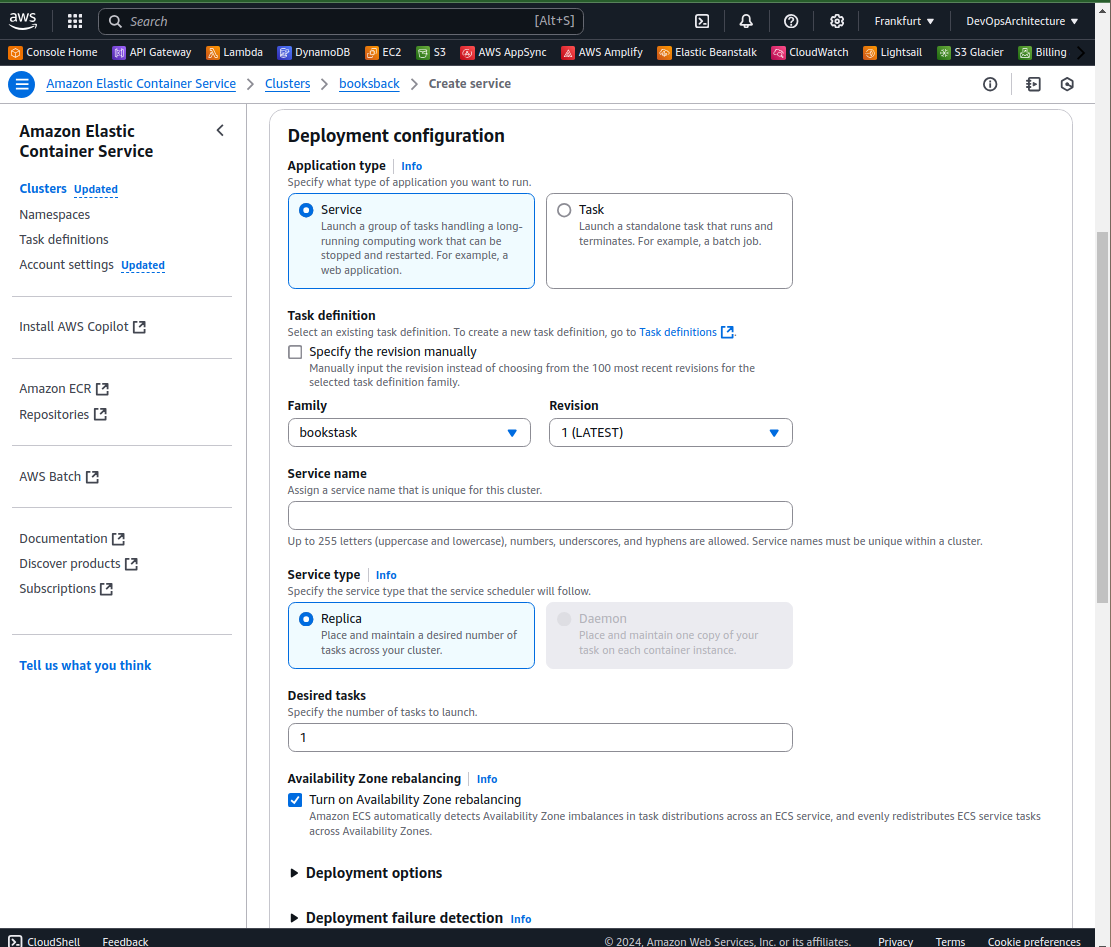 aws
Search [Alt+S] Frankfurt DevOpsArchitecture
Console Home API Gateway Lambda DynamoDB EC2 S3 AWS AppSync AWS Amplify Elastic Beanstalk CloudWatch Lightsail S3 Glacier Billing
Amazon Elastic Container Service Clusters booksback Create service
Amazon Elastic
Container Service
Clusters Updated
Namespaces
Task definitions
Account settings Updated
Install AWS Copilot
Amazon ECR
Repositories
AWS Batch
Documentation
Discover products
Subscriptions
Tell us what you think
Deployment configuration
Application type Info
Specify what type of application you want to run.
Service
Launch a group of tasks handling a long-
running computing work that can be
stopped and restarted. For example, a
web application.
Task
Launch a standalone task that runs and
terminates. For example, a batch job.
Task definition
Select an existing task definition. To create a new task definition, go to Task definitions.
Specify the revision manually
Manually input the revision instead of choosing from the 100 most recent revisions for the
selected task definition family.
Family
bookstask
Revision
1 (LATEST)
Service name
Assign a service name that is unique for this cluster.
Up to 255 letters (uppercase and lowercase), numbers, underscores, and hyphens are allowed. Service names must be unique within a cluster.
Service type Info
Specify the service type that the service scheduler will follow.
Replica
Place and maintain a desired number of
tasks across your cluster.
Daemon
Place and maintain one copy of your
task on each container instance.
Desired tasks
Specify the number of tasks to launch.
1
Availability Zone rebalancing Info
Turn on Availability Zone rebalancing
Amazon ECS automatically detects Availability Zone imbalances in task distributions across an ECS service, and evenly redistributes ECS service tasks
across Availability Zones.
Deployment options
Deployment failure detection Info
CloudShell Feedback © 2024, Amazon Web Services, Inc. or its affiliates. Privacy Terms Cookie preferences